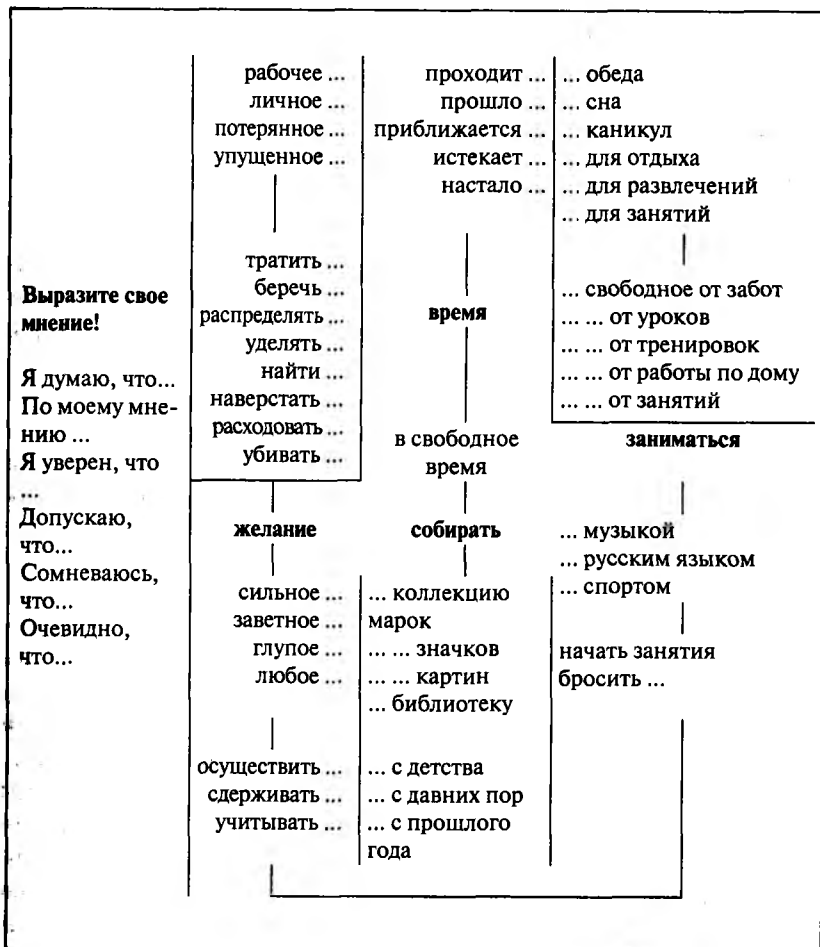 Выразите свое
мнение!
Я думаю, что...
По моему мне-
нию ...
Я уверен, что
...
Допускаю,
что...
Сомневаюсь,
что...
Очевидно,
что...
рабочее ...
личное ...
потерянное ...
упущенное ...
тратить ...
беречь ...
распределять ...
уделять ...
найти ...
наверстать ...
расходовать ...
убивать ...
проходит ...
прошло ...
приближается ...
истекает ...
настало ...
время
в свободное
время
... обеда
... сна
... каникул
... для отдыха
... для развлечений
... для занятий
... свободное от забот
... ... от уроков
... ... от тренировок
... ... от работы по дому
... ... от занятий
желание
сильное ...
заветное ...
глупое ...
любое ...
осуществить ...
сдерживать ...
учитывать ...
собирать
... коллекцию
марок
... ... значков
... ... картин
... библиотеку
... с детства
... с давних пор
... с прошлого
года
заниматься
... музыкой
... русским языком
... спортом
начать занятия
бросить ...